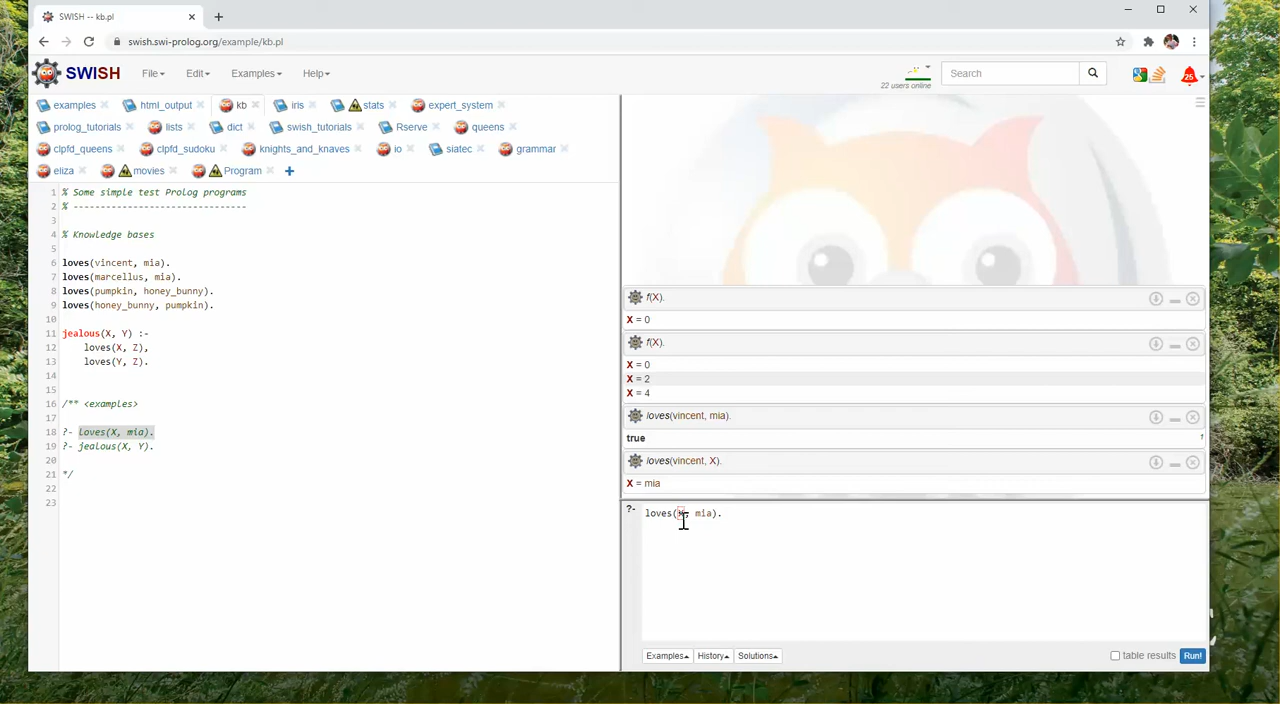 SWISH -- kb.pl
swish.swi-prolog.org/example/kb.pl
SWISH File Edit Examples Help 22 users online Search 25
examples html_output kb iris stats expert_system
prolog_tutorials lists dict swish_tutorials Rserve queens
clpfd_queens clpfd_sudoku knights_and_knaves io siatec grammar
eliza movies Program
1 % Some simple test Prolog programs
2 % -------------------------------
3
4 % Knowledge bases
5
6 loves(vincent, mia).
7 loves(marcellus, mia).
8 loves(pumpkin, honey_bunny).
9 loves(honey_bunny, pumpkin).
10
11 jealous(X, Y) :-
12 loves(X, Z),
13 loves(Y, Z).
14
15
16 /** <examples>
17
18 ?- loves(X, mia).
19 ?- jealous(X, Y).
20
21 */
22
23
f(X).
X = 0
f(X).
X = 0
X = 2
X = 4
loves(vincent, mia).
true
1
loves(vincent, X).
X = mia
?- loves(X, mia).
Examples History Solutions table results Run!